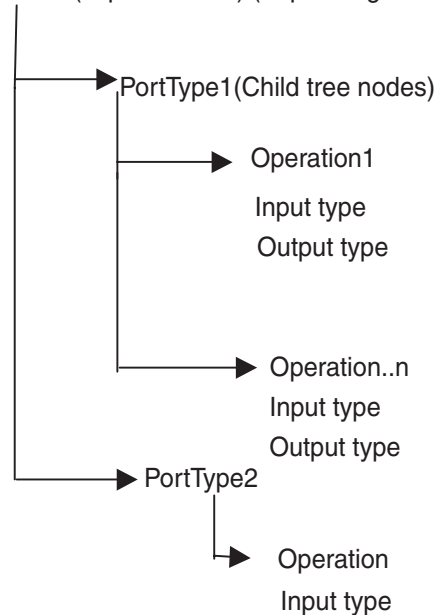 PortType1(Child tree nodes)
Operation1
Input type
Output type
Operation..n
Input type
Output type
PortType2
Operation
Input type